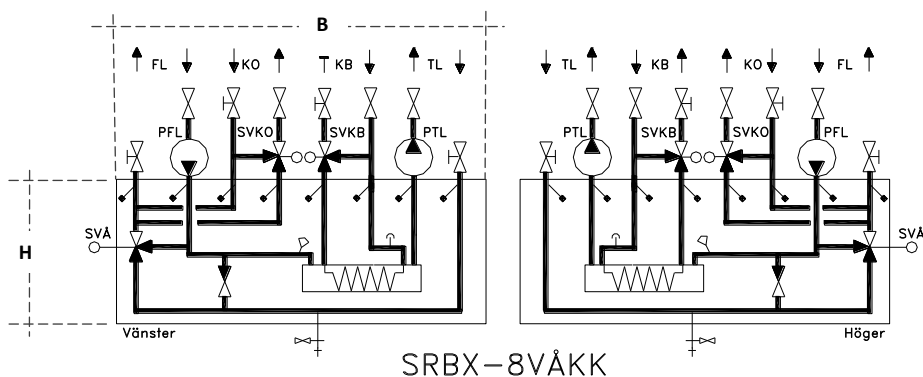 B
FL KO KB TL TL KB KO FL
PFL SVKO SVKB PTL PTL SVKB SVKO PFL
SVÅ SVÅ
H
Vänster Höger
SRBX-8VÅKK